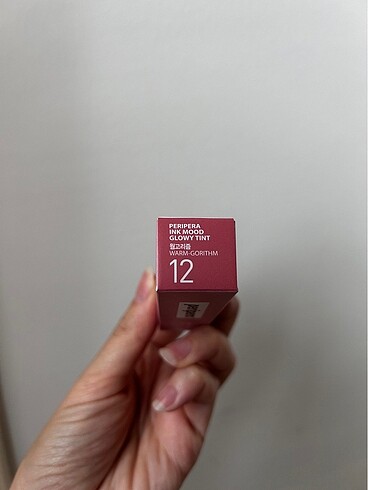 PERIPERA
INK MOOD
GLOWY TINT
웜고리즘
WARM-GORITHM
12